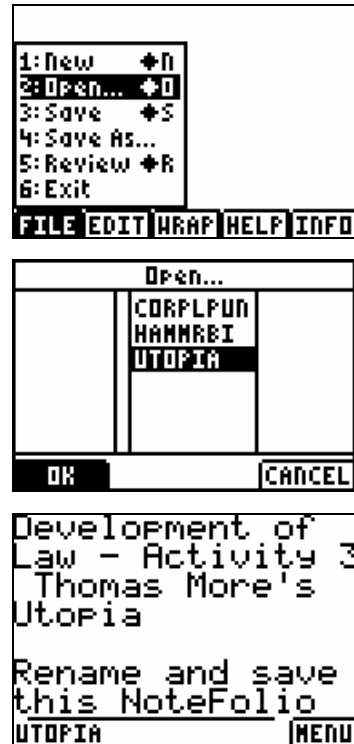 1:New ◆N
2:Open... ◆O
3:Save ◆S
4:Save As...
5:Review ◆R
6:Exit
FILE EDIT WRAP HELP INFO
Open...
CORPLPUN
HAMMRBI
UTOPIA
OK CANCEL
Development of
Law - Activity 3
Thomas More's
Utopia
Rename and save
this NoteFolio
UTOPIA MENU